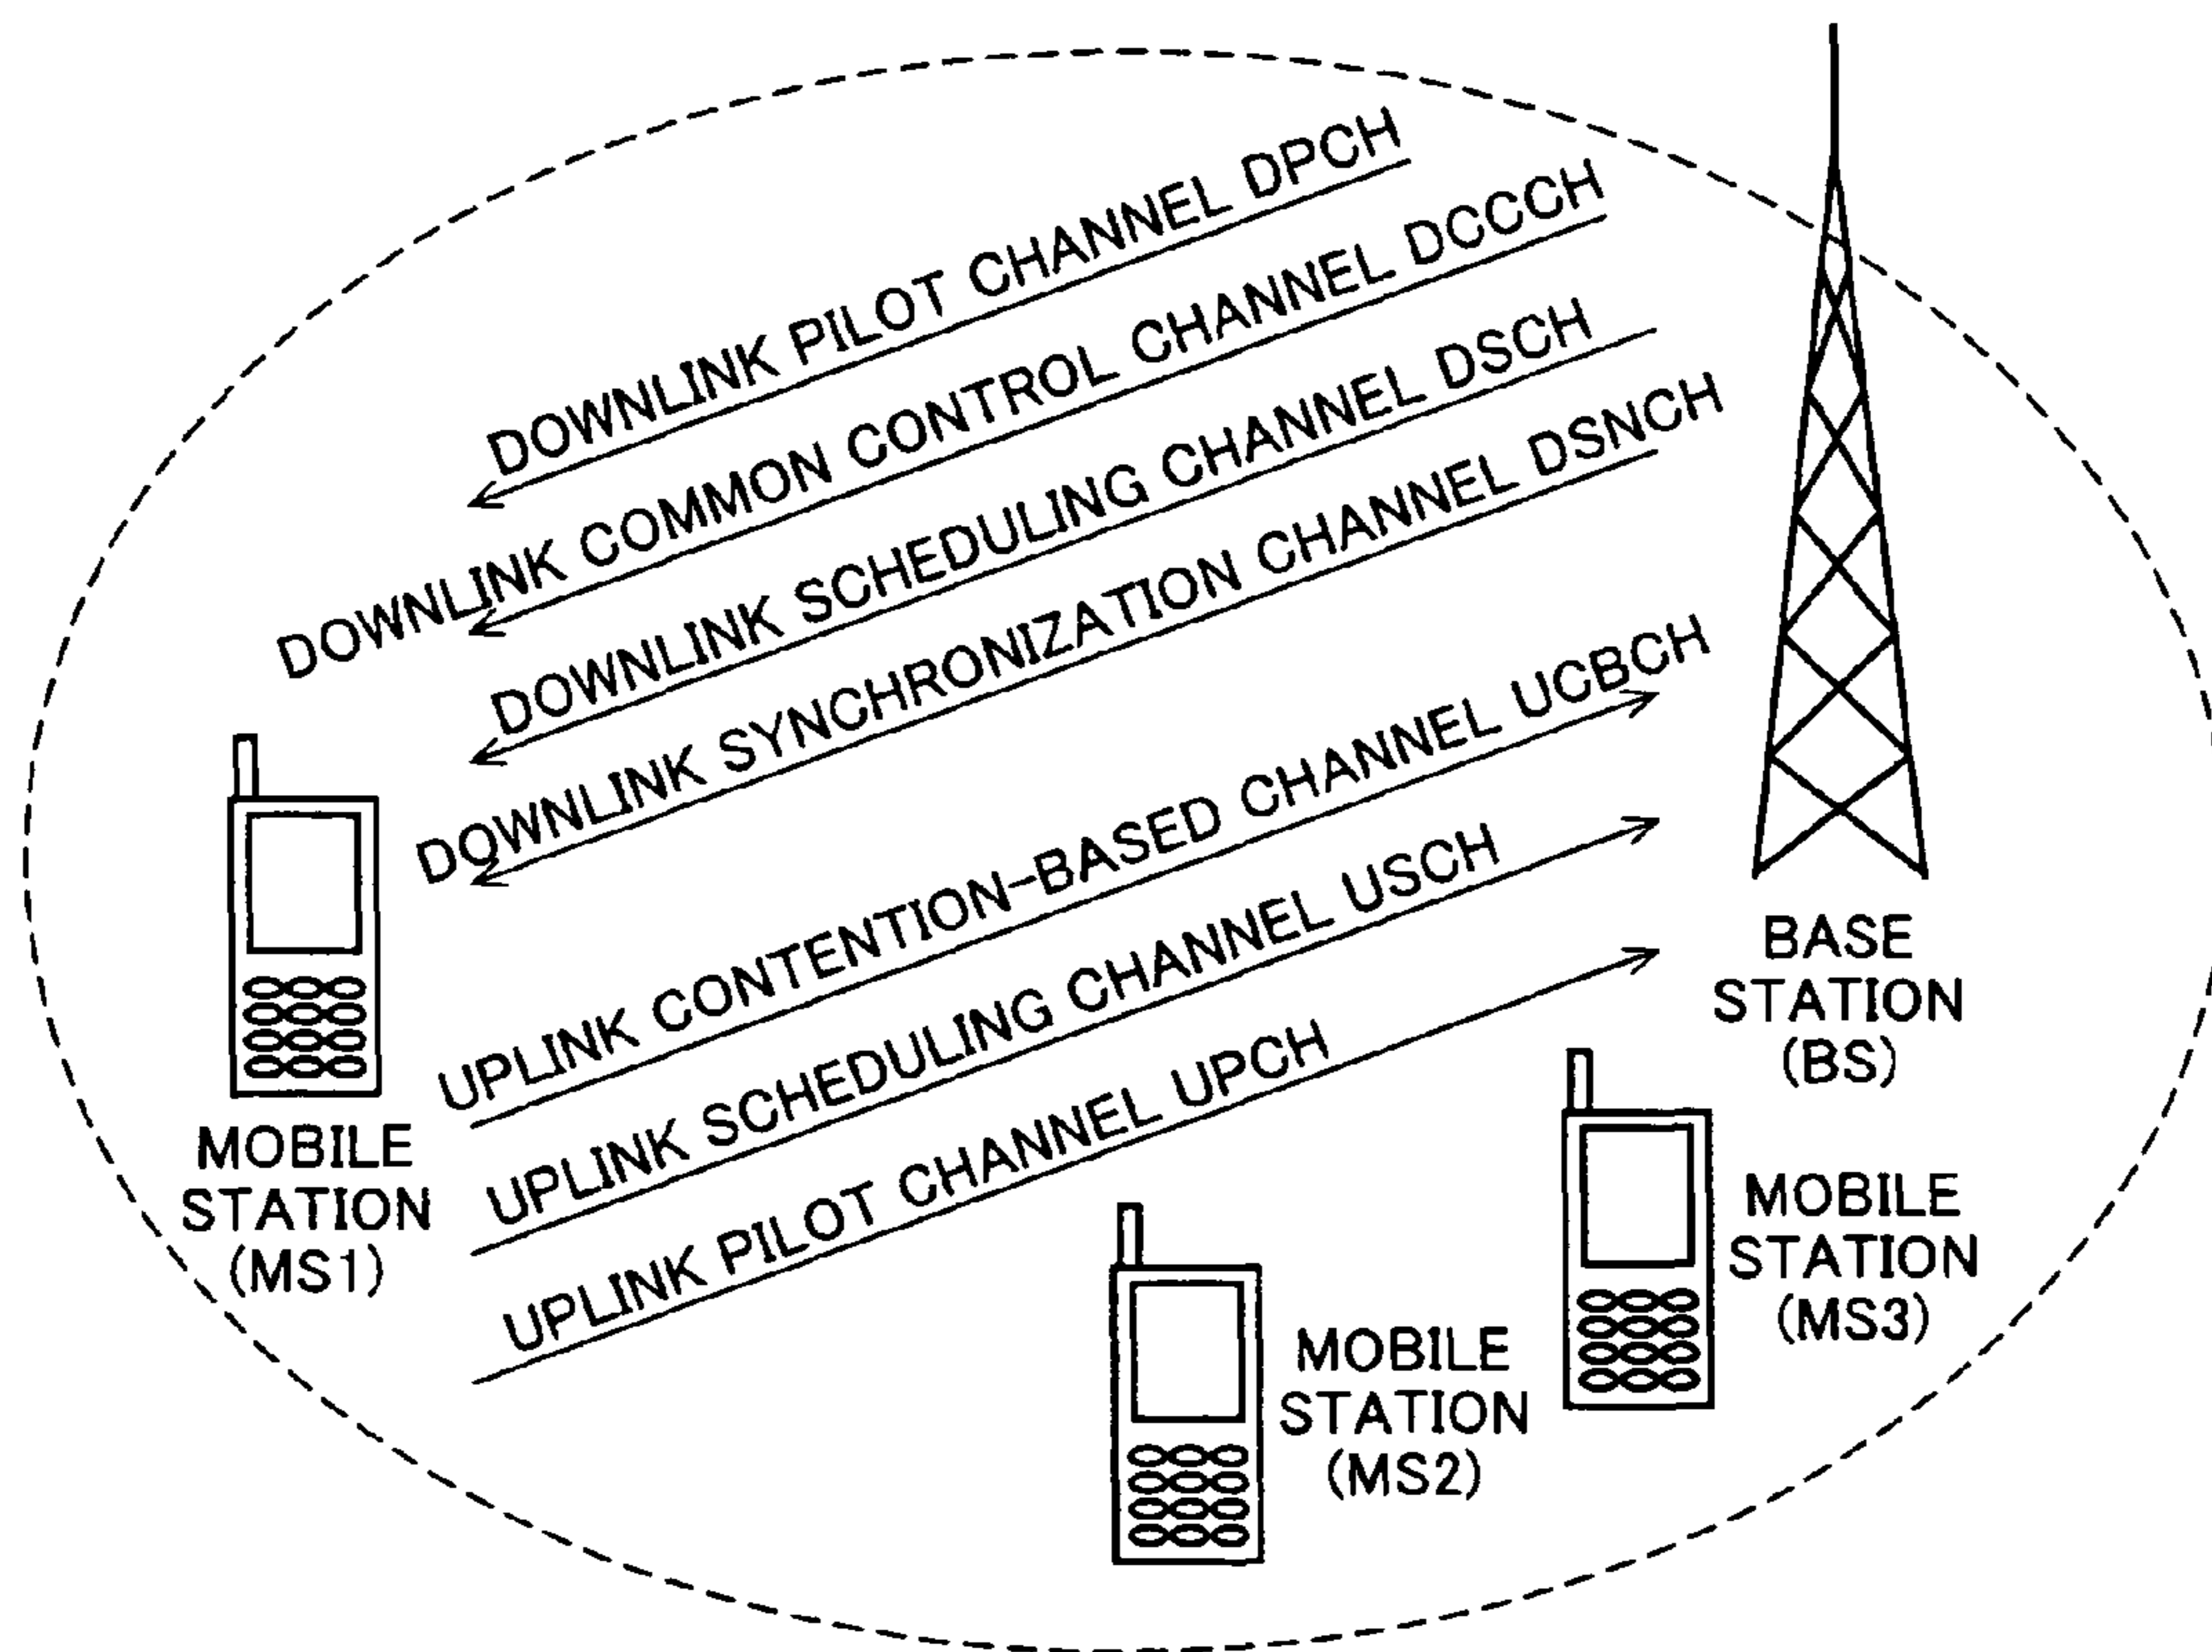 DOWNLINK PILOT CHANNEL DPCH
DOWNLINK COMMON CONTROL CHANNEL DCCCH
DOWNLINK SCHEDULING CHANNEL DSCH
DOWNLINK SYNCHRONIZATION CHANNEL DSNCH
UPLINK CONTENTION-BASED CHANNEL UCBCH
UPLINK SCHEDULING CHANNEL USCH
UPLINK PILOT CHANNEL UPCH
MOBILE
STATION
(MS1)
BASE
STATION
(BS)
MOBILE
STATION
(MS2)
MOBILE
STATION
(MS3)